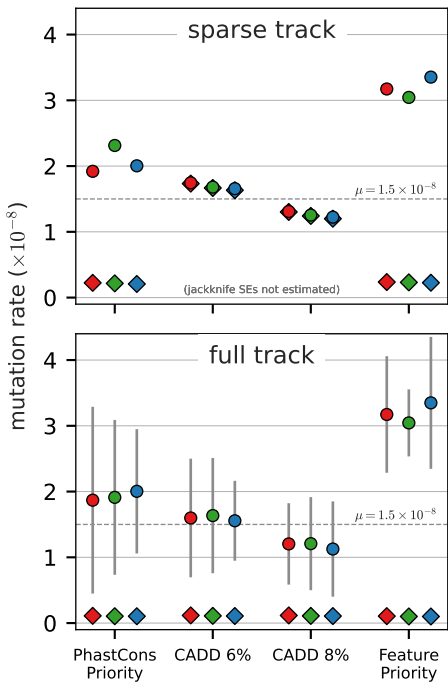 sparse track
4
3
2
1
0
μ = 1.5 × 10⁻⁸
(jackknife SEs not estimated)
mutation rate (×10⁻⁸)
full track
4
3
2
1
0
μ = 1.5 × 10⁻⁸
PhastCons
Priority
CADD 6%
CADD 8%
Feature
Priority